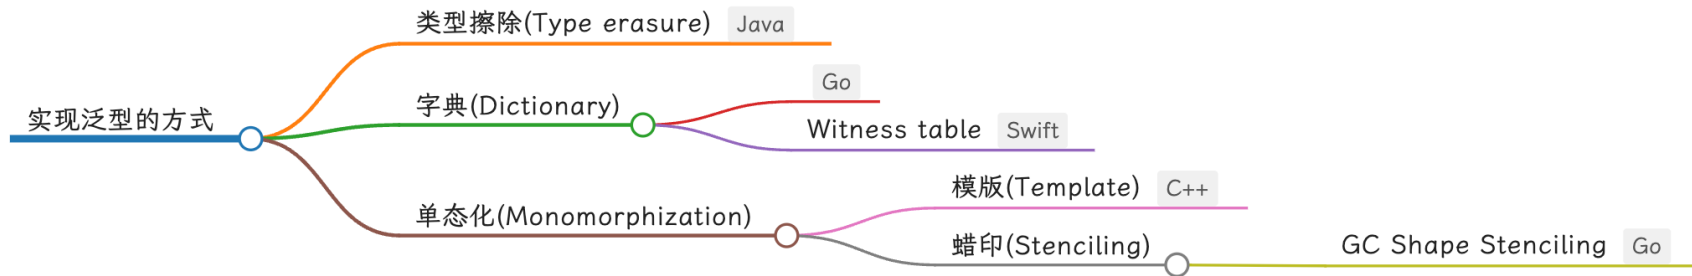 类型擦除(Type erasure) Java
Go
字典(Dictionary)
实现泛型的方式
Witness table Swift
模版(Template) C++
单态化(Monomorphization)
蜡印(Stenciling)
GC Shape Stenciling Go